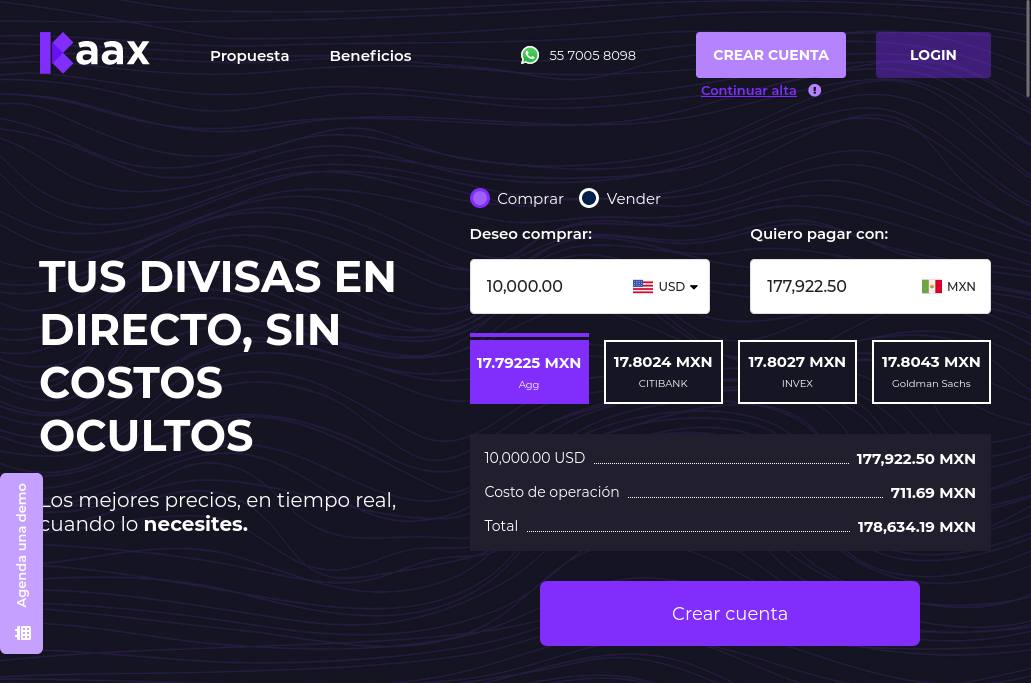 Kaax
Propuesta
Beneficios
55 7005 8098
CREAR CUENTA
LOGIN
Continuar alta
Comprar
Vender
Deseo comprar:
Quiero pagar con:
10,000.00
USD
177,922.50
MXN
17.79225 MXN
Agg
17.8024 MXN
CITIBANK
17.8027 MXN
INVEX
17.8043 MXN
Goldman Sachs
10,000.00 USD
177,922.50 MXN
Costo de operación
711.69 MXN
Total
178,634.19 MXN
Crear cuenta
TUS DIVISAS EN
DIRECTO, SIN
COSTOS
OCULTOS
Los mejores precios, en tiempo real,
cuando lo necesites.
Agenda una demo